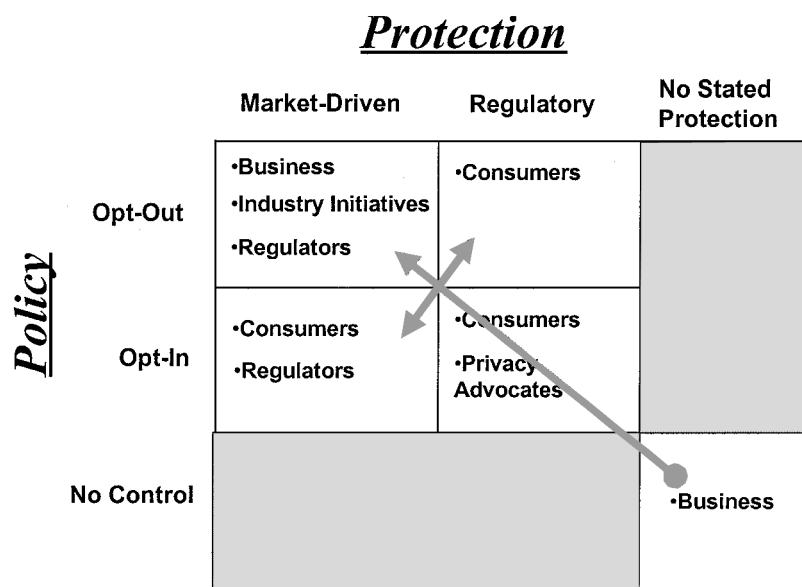 Protection
Market-Driven
Regulatory
No Stated
Protection
Policy
Opt-Out
•Business
•Industry Initiatives
•Regulators
•Consumers
Opt-In
•Consumers
•Regulators
•Consumers
•Privacy
Advocates
No Control
•Business